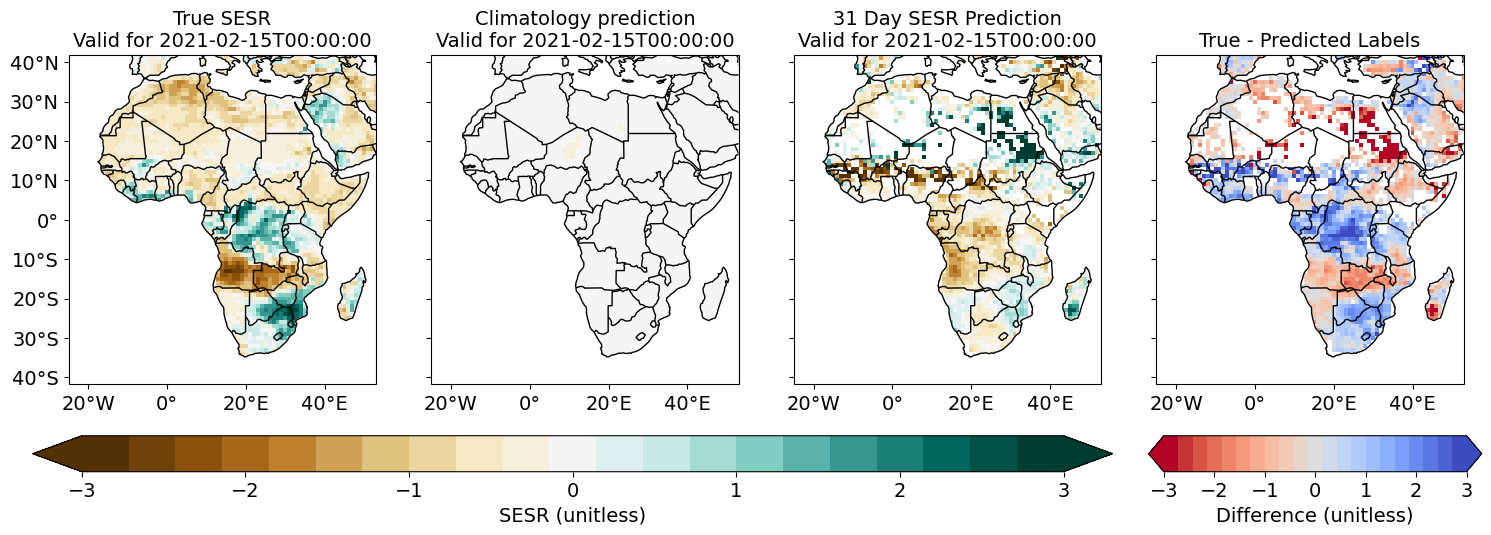 True SESR
Valid for 2021-02-15T00:00:00
Climatology prediction
Valid for 2021-02-15T00:00:00
31 Day SESR Prediction
Valid for 2021-02-15T00:00:00
True - Predicted Labels
40°N
30°N
20°N
10°N
0°
10°S
20°S
30°S
40°S
20°W 0° 20°E 40°E
20°W 0° 20°E 40°E
20°W 0° 20°E 40°E
20°W 0° 20°E 40°E
−3 −2 −1 0 1 2 3
SESR (unitless)
−3 −2 −1 0 1 2 3
Difference (unitless)